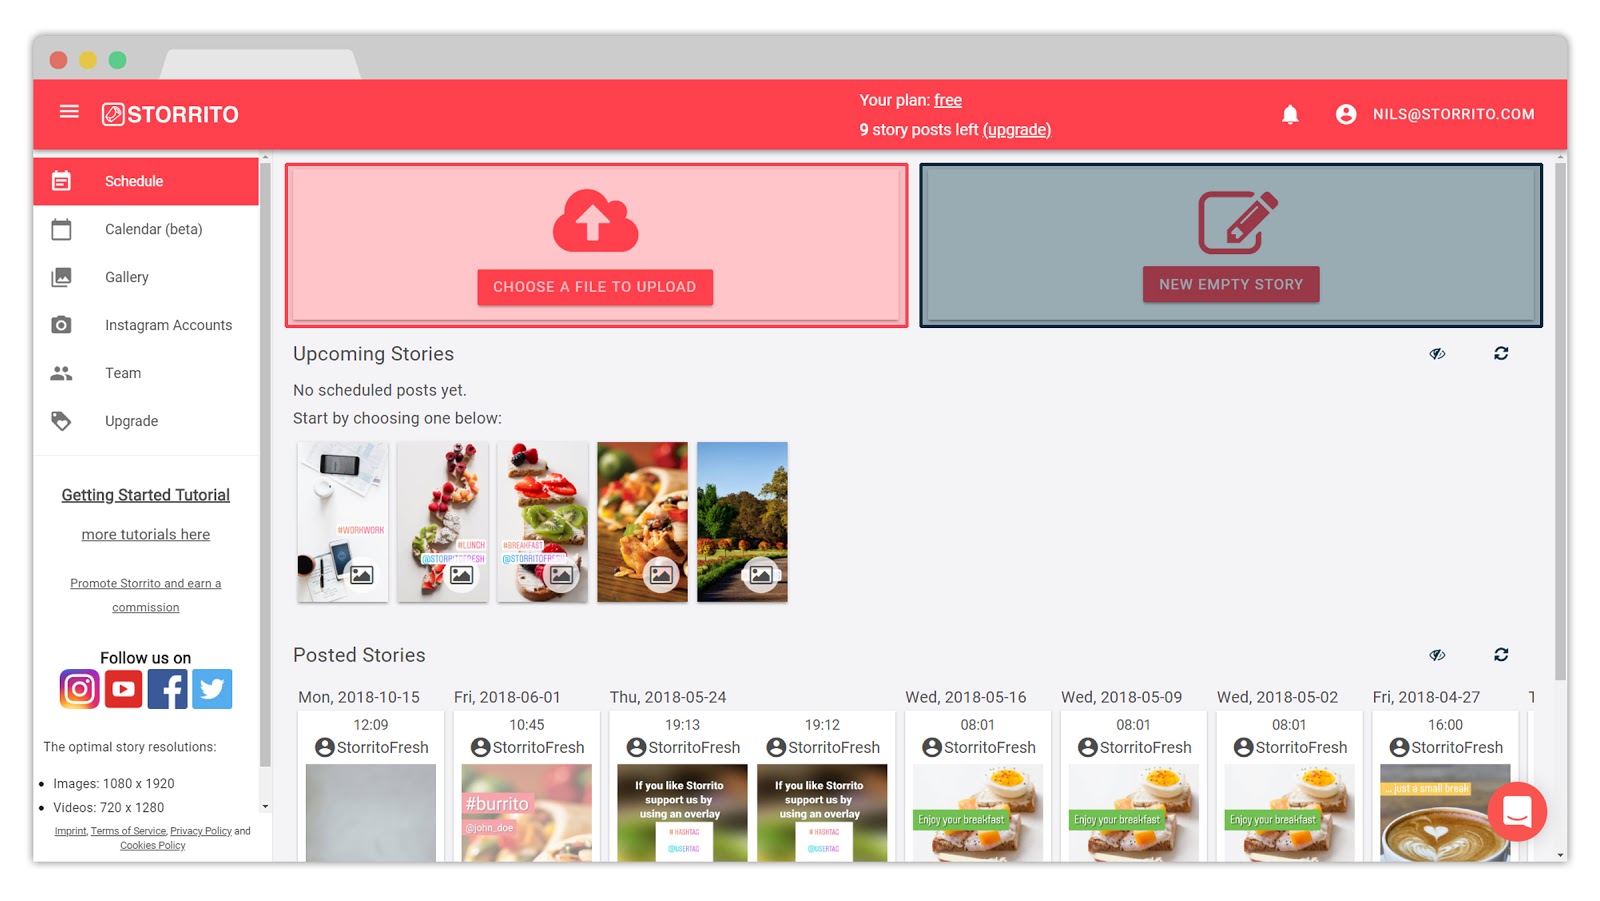 STORRITO
Your plan: free
9 story posts left (upgrade)
NILS@STORRITO.COM
Schedule
Calendar (beta)
Gallery
Instagram Accounts
Team
Upgrade
Getting Started Tutorial
more tutorials here
Promote Storrito and earn a
commission
Follow us on
The optimal story resolutions:
Images: 1080 x 1920
Videos: 720 x 1280
Imprint, Terms of Service, Privacy Policy and
Cookies Policy
CHOOSE A FILE TO UPLOAD
NEW EMPTY STORY
Upcoming Stories
No scheduled posts yet.
Start by choosing one below:
#WORKWORK
#LUNCH
@STORRITOFRESH
#BREAKFAST
@STORRITOFRESH
Posted Stories
Mon, 2018-10-15
Fri, 2018-06-01
Thu, 2018-05-24
Wed, 2018-05-16
Wed, 2018-05-09
Wed, 2018-05-02
Fri, 2018-04-27
12:09
10:45
19:13
19:12
08:01
08:01
08:01
16:00
StorritoFresh
StorritoFresh
StorritoFresh
StorritoFresh
StorritoFresh
StorritoFresh
StorritoFresh
StorritoFresh
#burrito
@john_doe
If you like Storrito
support us by
using an overlay
# HASHTAG
@USERTAG
If you like Storrito
support us by
using an overlay
# HASHTAG
@USERTAG
Enjoy your breakfast
Enjoy your breakfast
Enjoy your breakfast
... just a small break